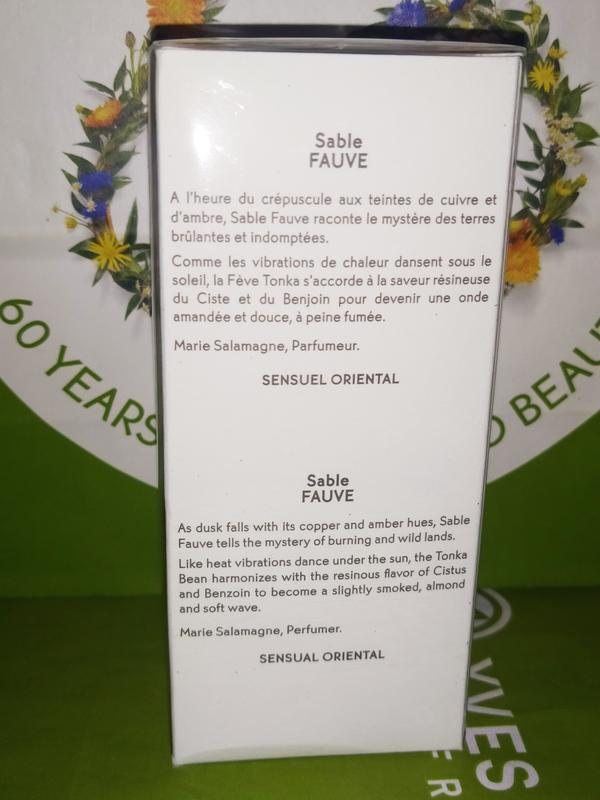 Sable
FAUVE
A l'heure du crépuscule aux teintes de cuivre et
d'ambre, Sable Fauve raconte le mystère des terres
brûlantes et indomptées.
Comme les vibrations de chaleur dansent sous le
soleil, la Fève Tonka s'accorde à la saveur résineuse
du Ciste et du Benjoin pour devenir une onde
amandée et douce, à peine fumée.
Marie Salamagne, Parfumeur.
SENSUEL ORIENTAL
Sable
FAUVE
As dusk falls with its copper and amber hues, Sable
Fauve tells the mystery of burning and wild lands.
Like heat vibrations dance under the sun, the Tonka
Bean harmonizes with the resinous flavor of Cistus
and Benzoin to become a slightly smoked, almond
and soft wave.
Marie Salamagne, Perfumer.
SENSUAL ORIENTAL
60 YEARS
BEAU
YVES